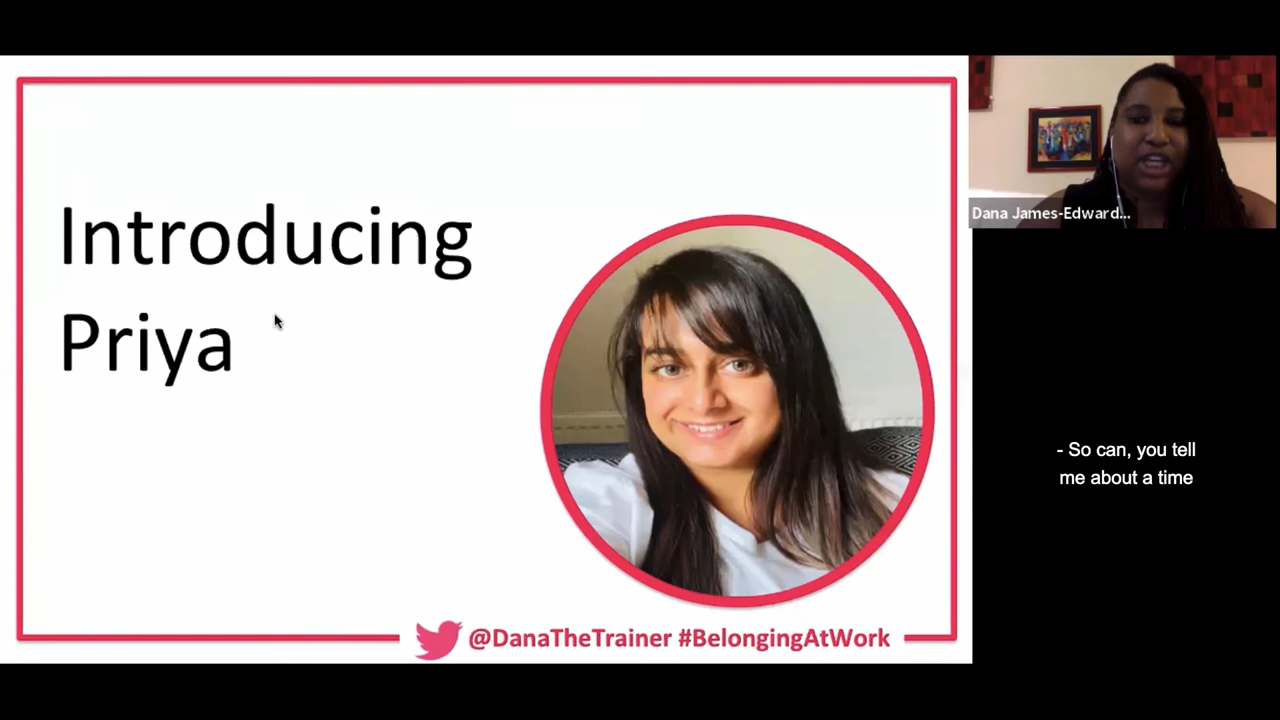 Introducing
Priya
@DanaTheTrainer #BelongingAtWork
Dana James-Edward...
- So can, you tell
me about a time